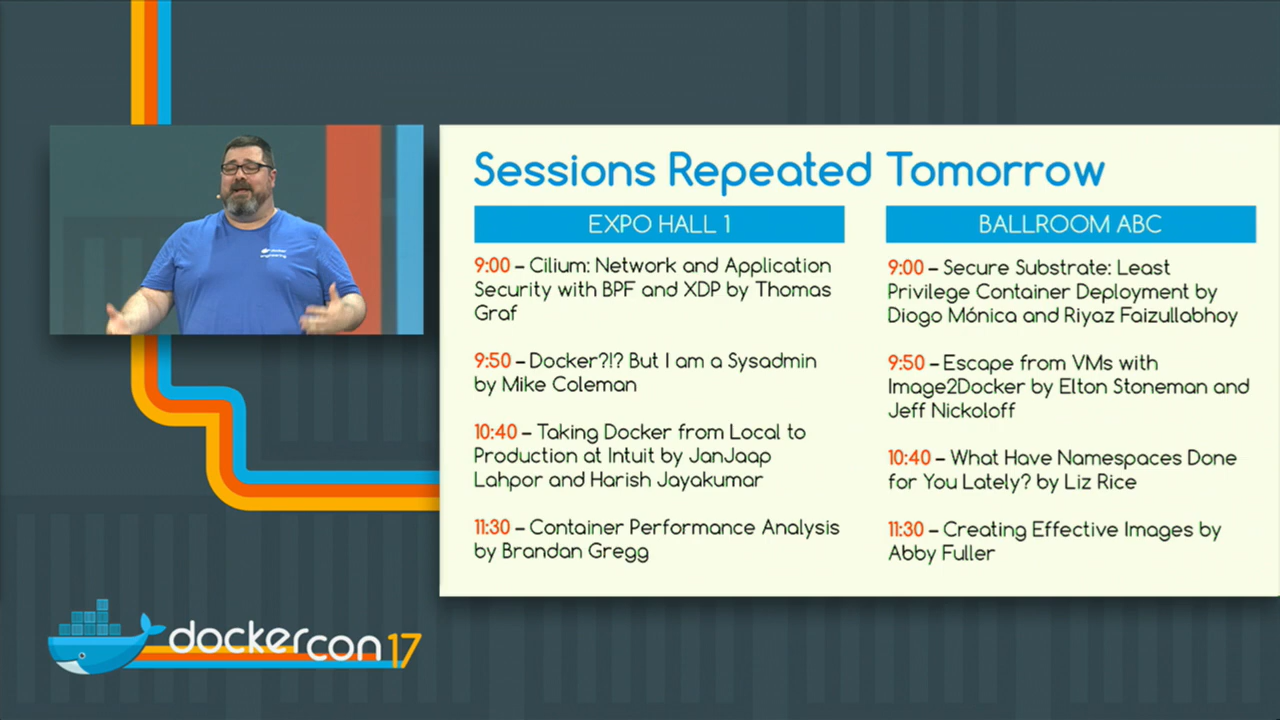 Sessions Repeated Tomorrow
EXPO HALL 1
9:00 – Cilium: Network and Application
Security with BPF and XDP by Thomas
Graf
9:50 – Docker?!? But I am a Sysadmin
by Mike Coleman
10:40 – Taking Docker from Local to
Production at Intuit by JanJaap
Lahpor and Harish Jayakumar
11:30 – Container Performance Analysis
by Brandan Gregg
BALLROOM ABC
9:00 – Secure Substrate: Least
Privilege Container Deployment by
Diogo Mónica and Riyaz Faizullabhoy
9:50 – Escape from VMs with
Image2Docker by Elton Stoneman and
Jeff Nickoloff
10:40 – What Have Namespaces Done
for You Lately? by Liz Rice
11:30 – Creating Effective Images by
Abby Fuller
docker
engineering
dockercon17